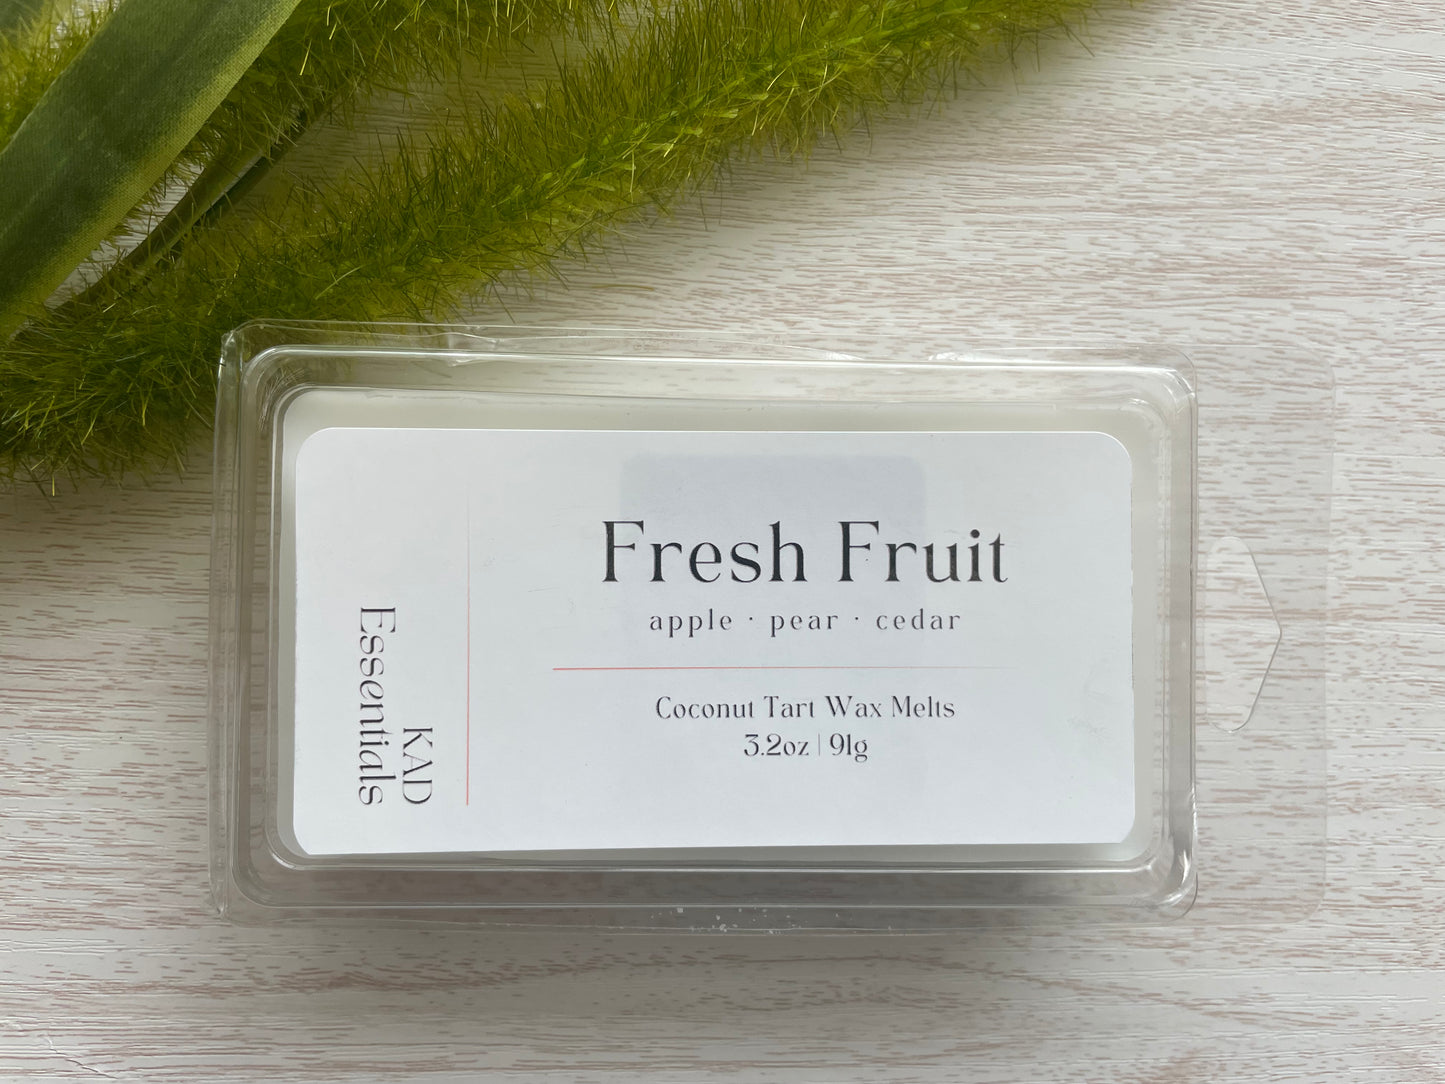 Fresh Fruit
apple · pear · cedar
Coconut Tart Wax Melts
3.2oz | 91g
KAD
Essentials